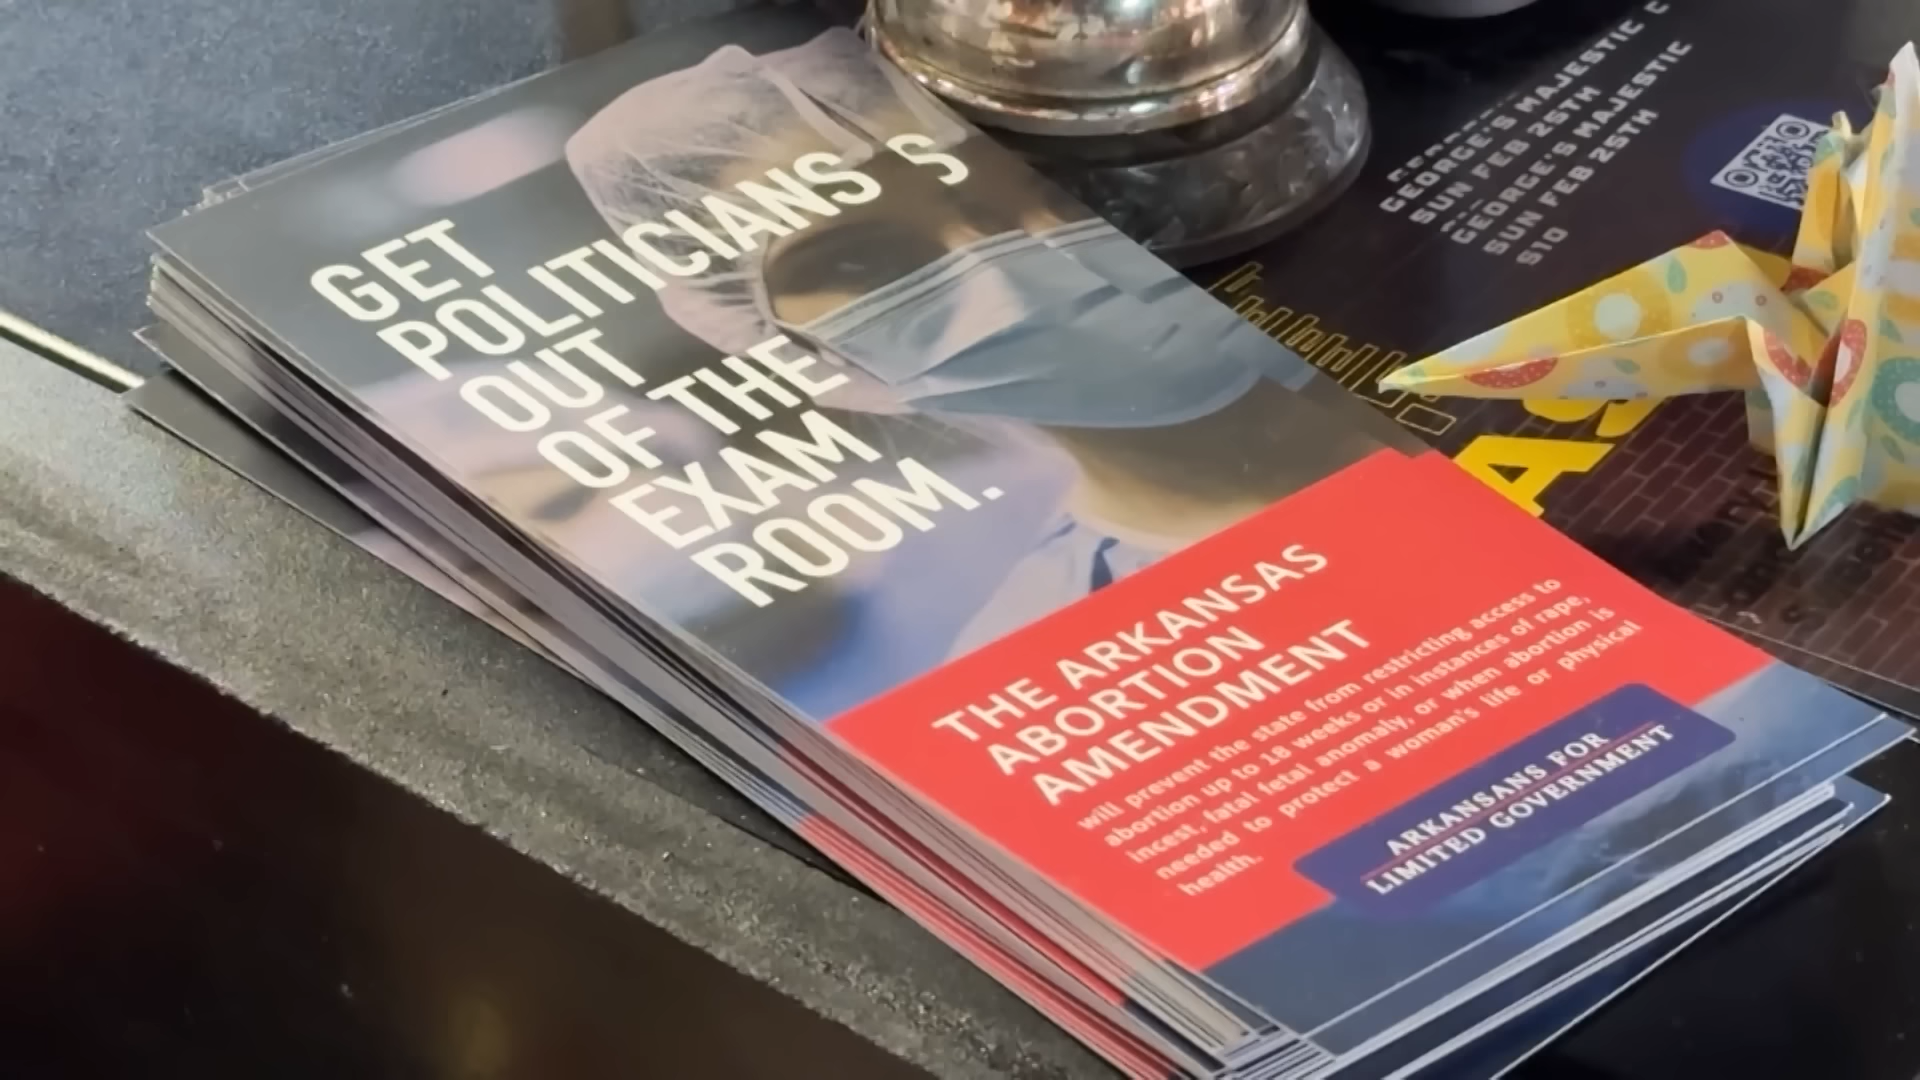 GET
POLITICIANS'S
OUT
OF THE
EXAM
ROOM.
THE ARKANSAS
ABORTION
AMENDMENT
will prevent the state from restricting access to
abortion up to 18 weeks or in instances of rape,
incest, fatal fetal anomaly, or when abortion is
needed to protect a woman's life or physical
health.
ARKANSANS FOR
LIMITED GOVERNMENT
GEORGE'S MAJESTIC
SUN FEB 25TH
GEORGE'S MAJESTIC
SUN FEB 25TH
$10
AS